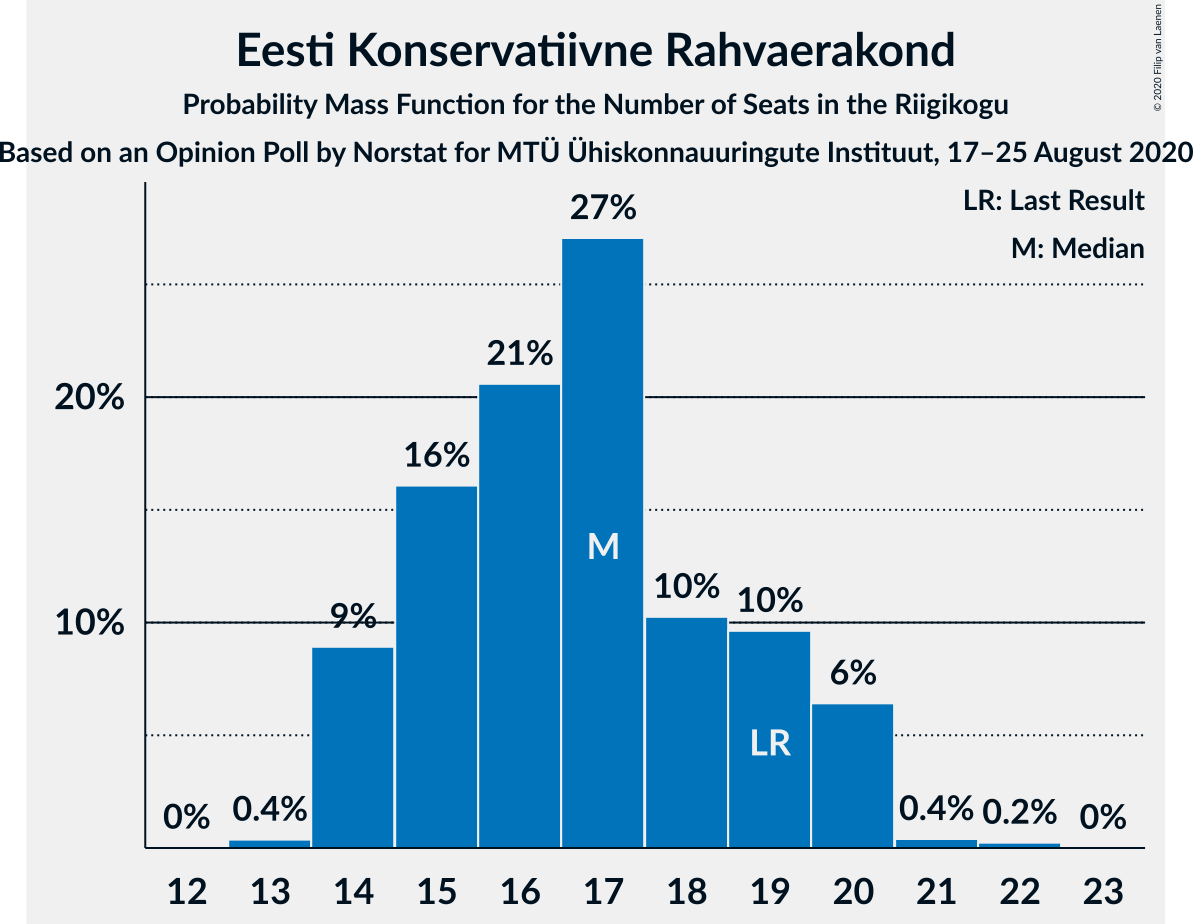 Eesti Konservatiivne Rahvaerakond
Probability Mass Function for the Number of Seats in the Riigikogu
Based on an Opinion Poll by Norstat for MTÜ Ühiskonnauuringute Instituut, 17–25 August 2020
© 2020 Filip van Laenen
LR: Last Result
M: Median
27%
21%
20%
16%
M
10%
10%
9%
10%
6%
LR
0%
0.4%
0.4%
0.2%
0%
12 13 14 15 16 17 18 19 20 21 22 23